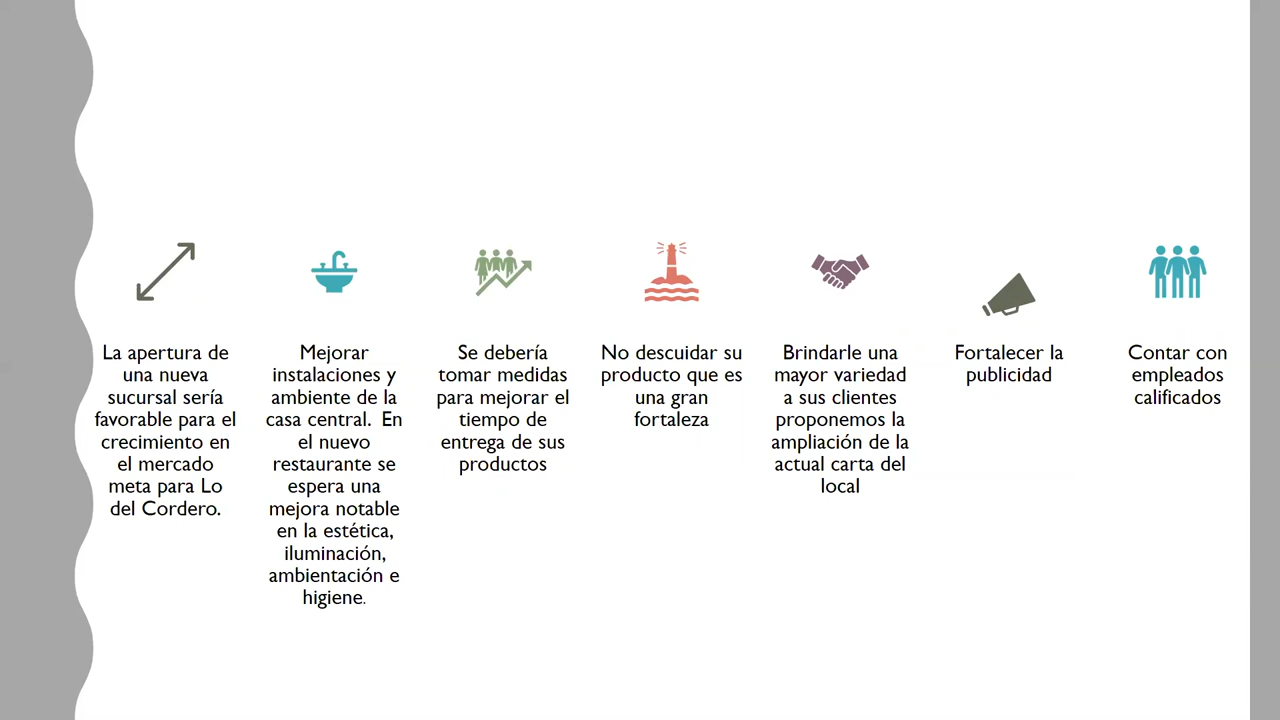 La apertura de
una nueva
sucursal sería
favorable para el
crecimiento en
el mercado
meta para Lo
del Cordero.
Mejorar
instalaciones y
ambiente de la
casa central. En
el nuevo
restaurante se
espera una
mejora notable
en la estética,
iluminación,
ambientación e
higiene.
Se debería
tomar medidas
para mejorar el
tiempo de
entrega de sus
productos
No descuidar su
producto que es
una gran
fortaleza
Brindarle una
mayor variedad
a sus clientes
proponemos la
ampliación de la
actual carta del
local
Fortalecer la
publicidad
Contar con
empleados
calificados